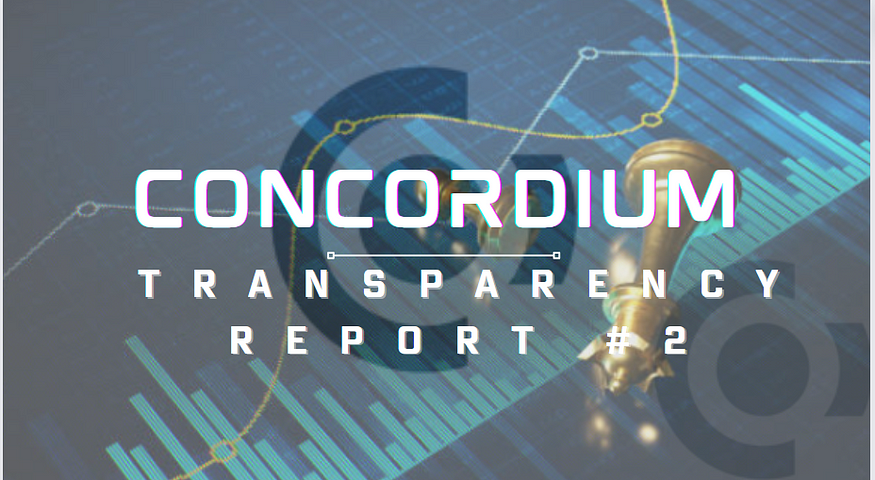 CONCORDIUM
TRANSPARENCY
REPORT #2